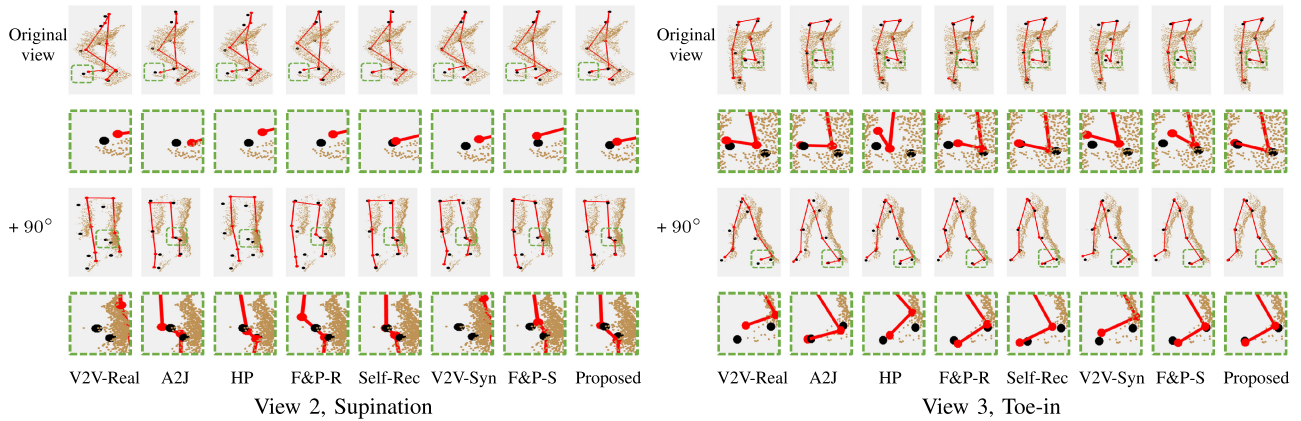 Original view
Original view
+ 90°
+ 90°
V2V-Real A2J HP F&P-R Self-Rec V2V-Syn F&P-S Proposed
V2V-Real A2J HP F&P-R Self-Rec V2V-Syn F&P-S Proposed
View 2, Supination
View 3, Toe-in